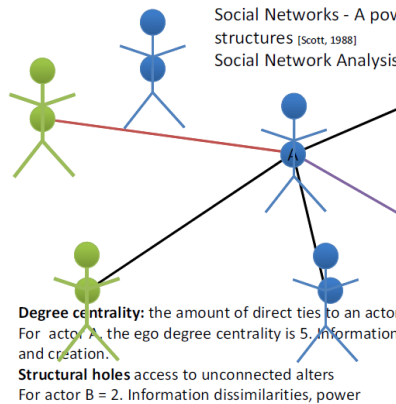 Social Networks - A pow
structures [Scott, 1988]
Social Network Analysis
A
Degree centrality: the amount of direct ties to an actor
For actor A, the ego degree centrality is 5. Information
and creation.
Structural holes access to unconnected alters
For actor B = 2. Information dissimilarities, power